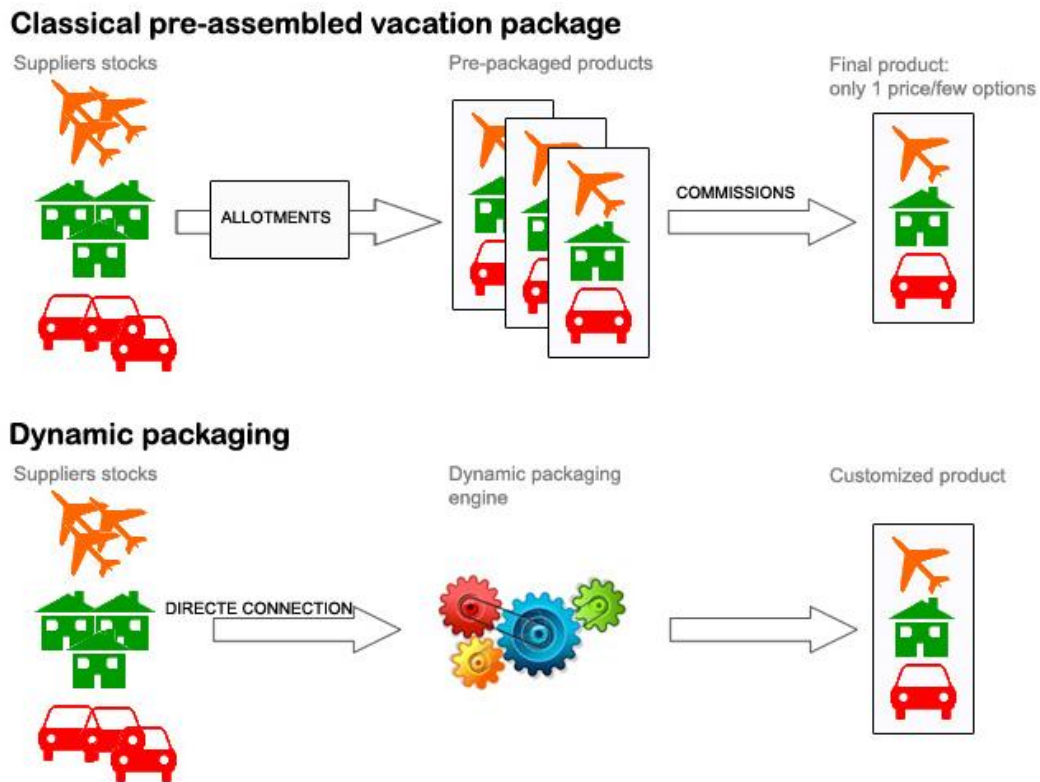 Classical pre-assembled vacation package
Suppliers stocks
Pre-packaged products
Final product:
only 1 price/few options
ALLOTMENTS
COMMISSIONS
Dynamic packaging
Suppliers stocks
Dynamic packaging
engine
Customized product
DIRECTE CONNECTION